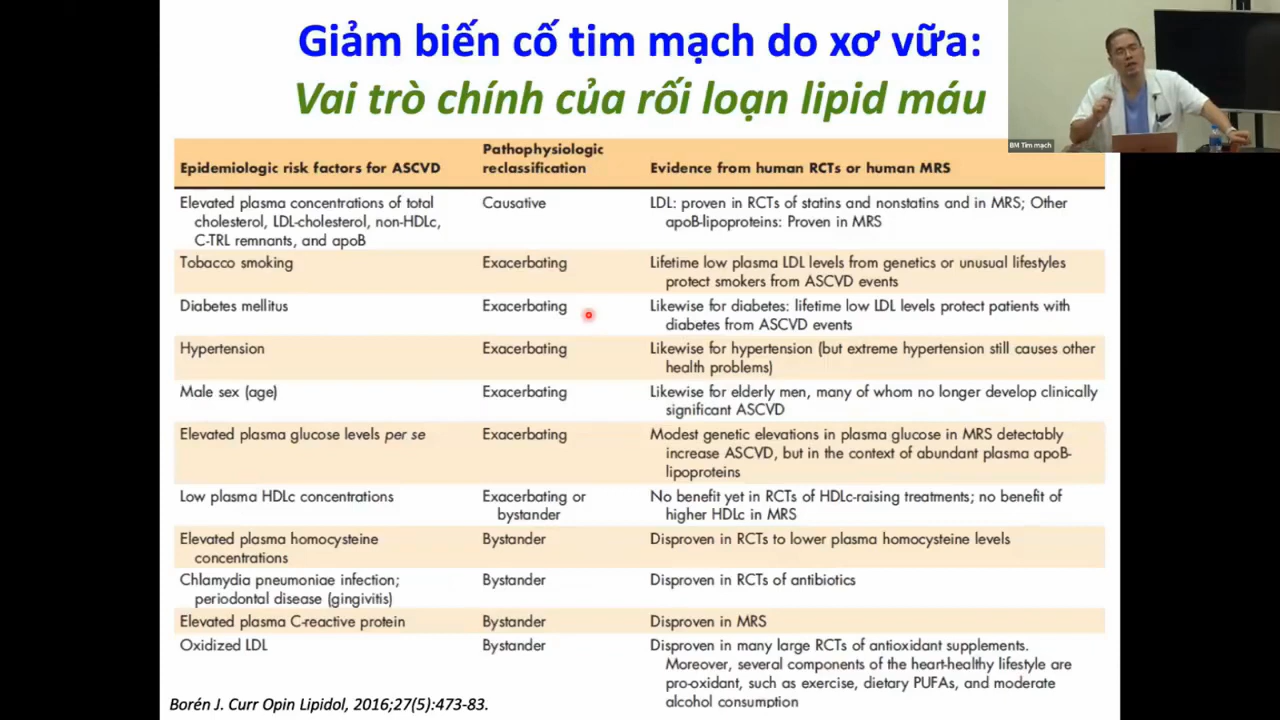 Giảm biến cố tim mạch do xơ vữa:
Vai trò chính của rối loạn lipid máu
BM Tim mạch
Epidemiologic risk factors for ASCVD
Pathophysiologic
reclassification
Evidence from human RCTs or human MRS
Elevated plasma concentrations of total
cholesterol, LDL-cholesterol, non-HDLc,
C-TRL remnants, and apoB
Causative
LDL: proven in RCTs of statins and nonstatins and in MRS; Other
apoB-lipoproteins: Proven in MRS
Tobacco smoking
Exacerbating
Lifetime low plasma LDL levels from genetics or unusual lifestyles
protect smokers from ASCVD events
Diabetes mellitus
Exacerbating
Likewise for diabetes: lifetime low LDL levels protect patients with
diabetes from ASCVD events
Hypertension
Exacerbating
Likewise for hypertension (but extreme hypertension still causes other
health problems)
Male sex (age)
Exacerbating
Likewise for elderly men, many of whom no longer develop clinically
significant ASCVD
Elevated plasma glucose levels per se
Exacerbating
Modest genetic elevations in plasma glucose in MRS detectably
increase ASCVD, but in the context of abundant plasma apoB-
lipoproteins
Low plasma HDLc concentrations
Exacerbating or
bystander
No benefit yet in RCTs of HDLc-raising treatments; no benefit of
higher HDLc in MRS
Elevated plasma homocysteine
concentrations
Bystander
Disproven in RCTs to lower plasma homocysteine levels
Chlamydia pneumoniae infection;
periodontal disease (gingivitis)
Bystander
Disproven in RCTs of antibiotics
Elevated plasma C-reactive protein
Bystander
Disproven in MRS
Oxidized LDL
Bystander
Disproven in many large RCTs of antioxidant supplements.
Moreover, several components of the heart-healthy lifestyle are
pro-oxidant, such as exercise, dietary PUFAs, and moderate
alcohol consumption
Borén J. Curr Opin Lipidol, 2016;27(5):473-83.